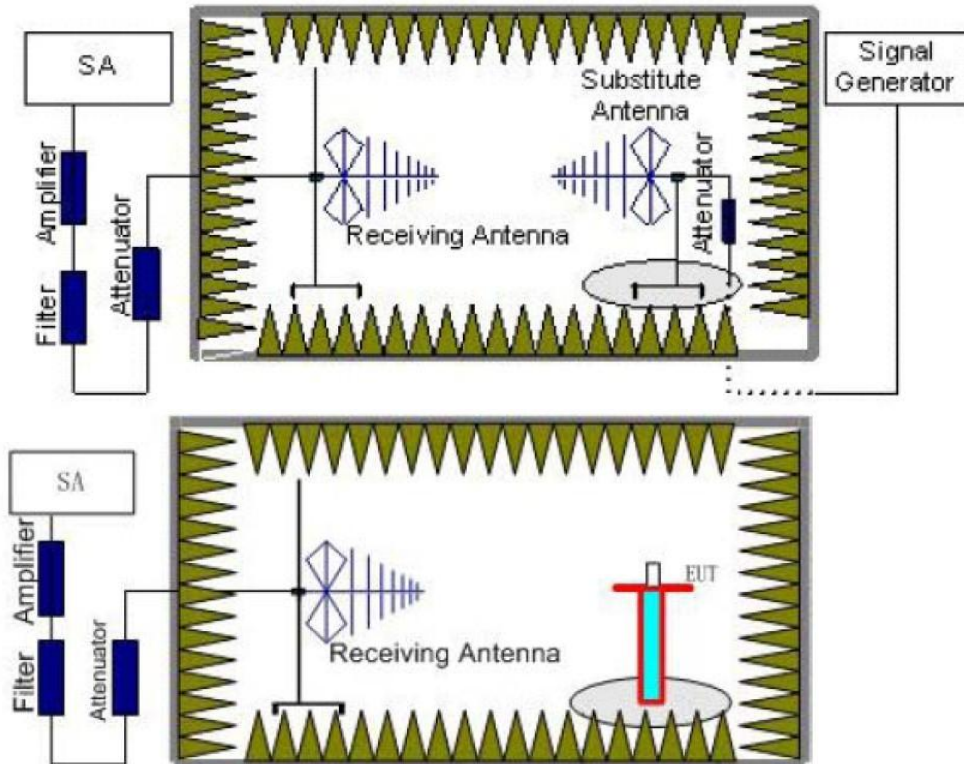 SA
Amplifier
Filter
Attenuator
Receiving Antenna
Substitute
Antenna
Attenuator
Signal
Generator
SA
Amplifier
Filter
Attenuator
Receiving Antenna
EUT